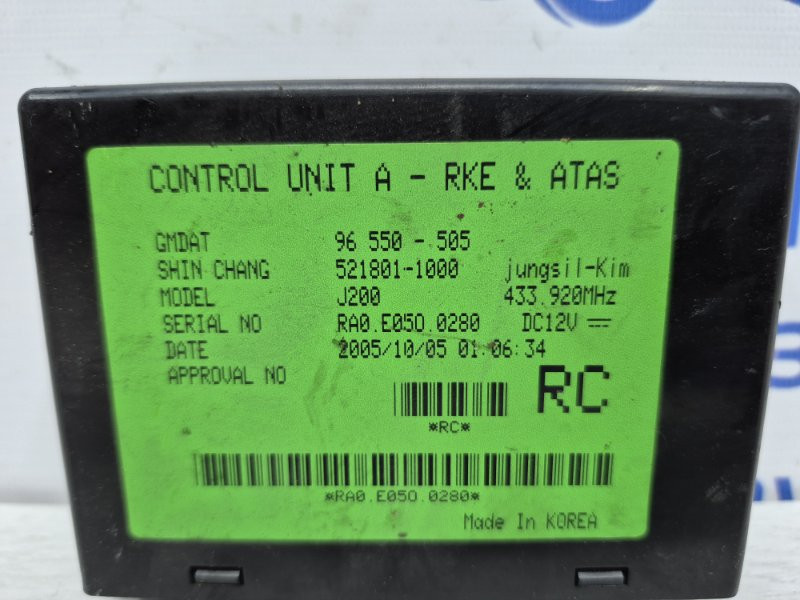 CONTROL UNIT A - RKE & ATAS
GMDAT 96 550 - 505
SHIN CHANG 521801-1000 jungsil-Kim
MODEL J200 433.920MHz
SERIAL NO RA0.E05O.0280 DC12V
DATE 2005/10/05 01:06:34
APPROVAL NO
RC
*RC*
*RA0.E05O.0280*
Made In KOREA